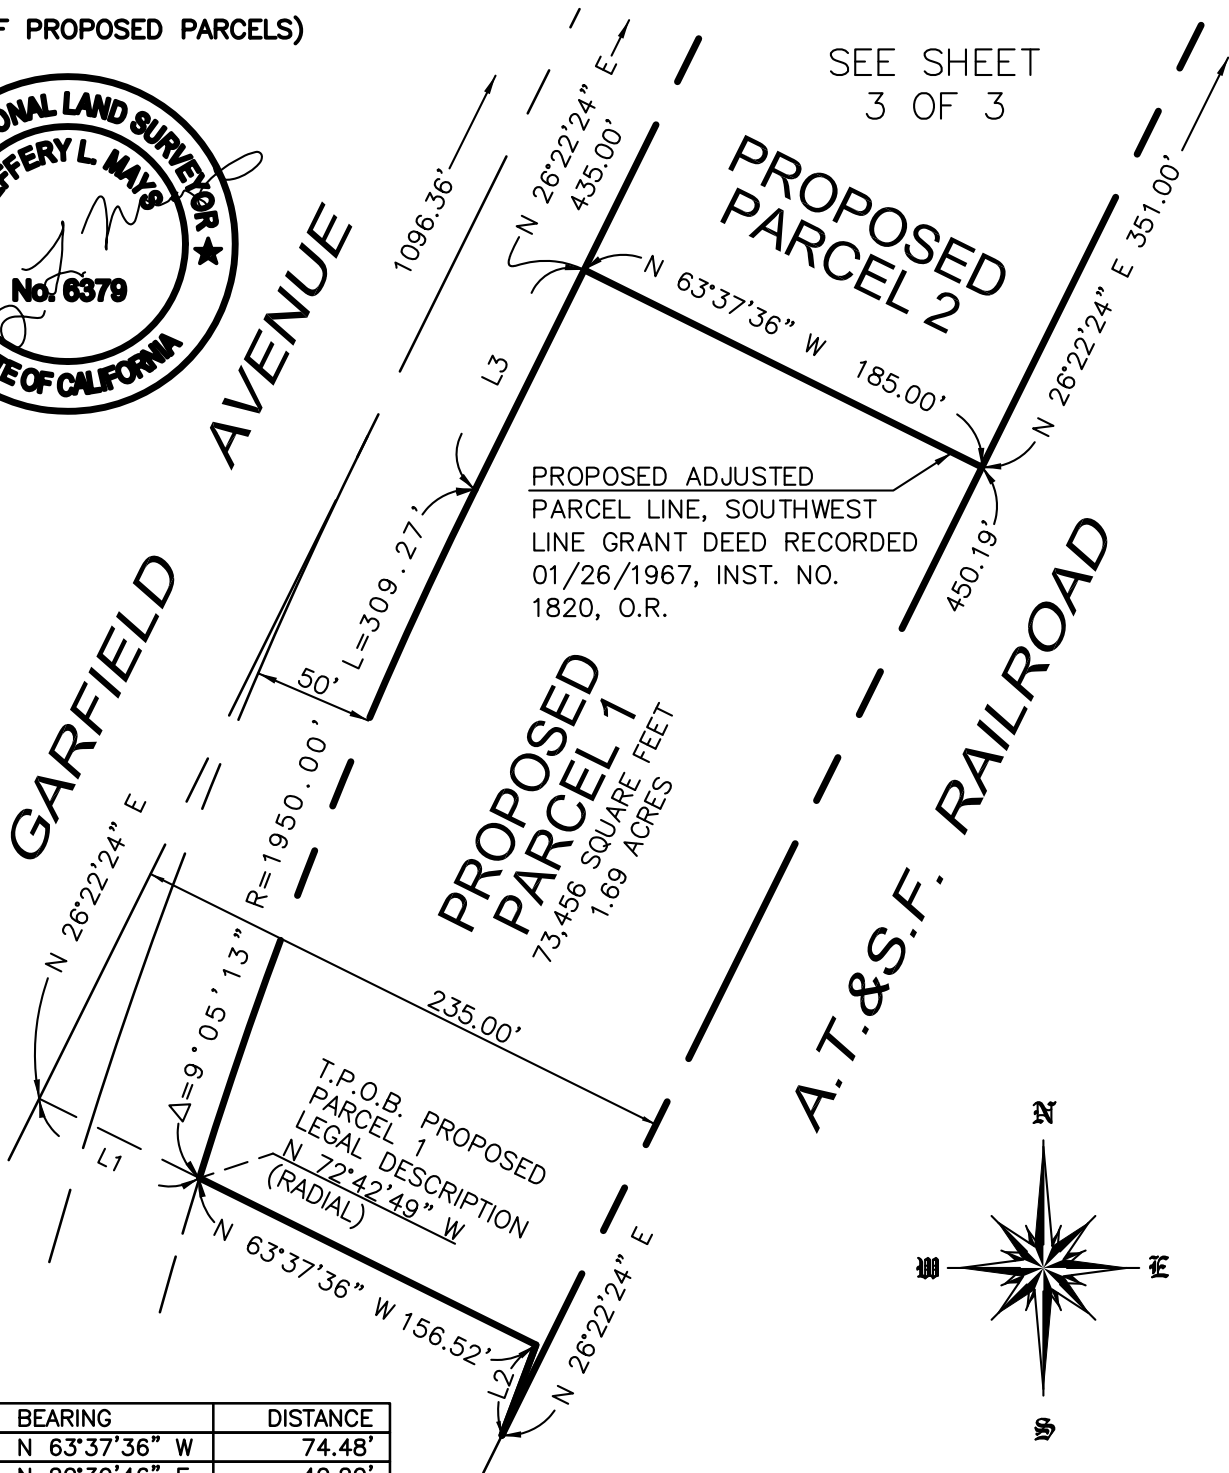 PROPOSED PARCELS)
LAND SURVEYOR
JEFFERY L. MAYS
No. 6379
OF CALIFORNIA
SEE SHEET
3 OF 3
N 26°22'24" E
435.00'
1096.36'
PROPOSED
PARCEL 2
N 26°22'24" E 351.00'
N 63°37'36" W 185.00'
L3
GARFIELD AVENUE
PROPOSED ADJUSTED
PARCEL LINE, SOUTHWEST
LINE GRANT DEED RECORDED
01/26/1967, INST. NO.
1820, O.R.
450.19'
A.T.&S.F. RAILROAD
Δ=9°05'13" R=1950.00' L=309.27'
50'
PROPOSED
PARCEL 1
73,456 SQUARE FEET
1.69 ACRES
N 26°22'24" E
235.00'
T.P.O.B. PROPOSED
PARCEL 1
LEGAL DESCRIPTION
N 72°42'49" W
(RADIAL)
L1
N 63°37'36" W 156.52'
L2
N 26°22'24" E
N
W
E
S
BEARING DISTANCE
N 63°37'36" W 74.48'